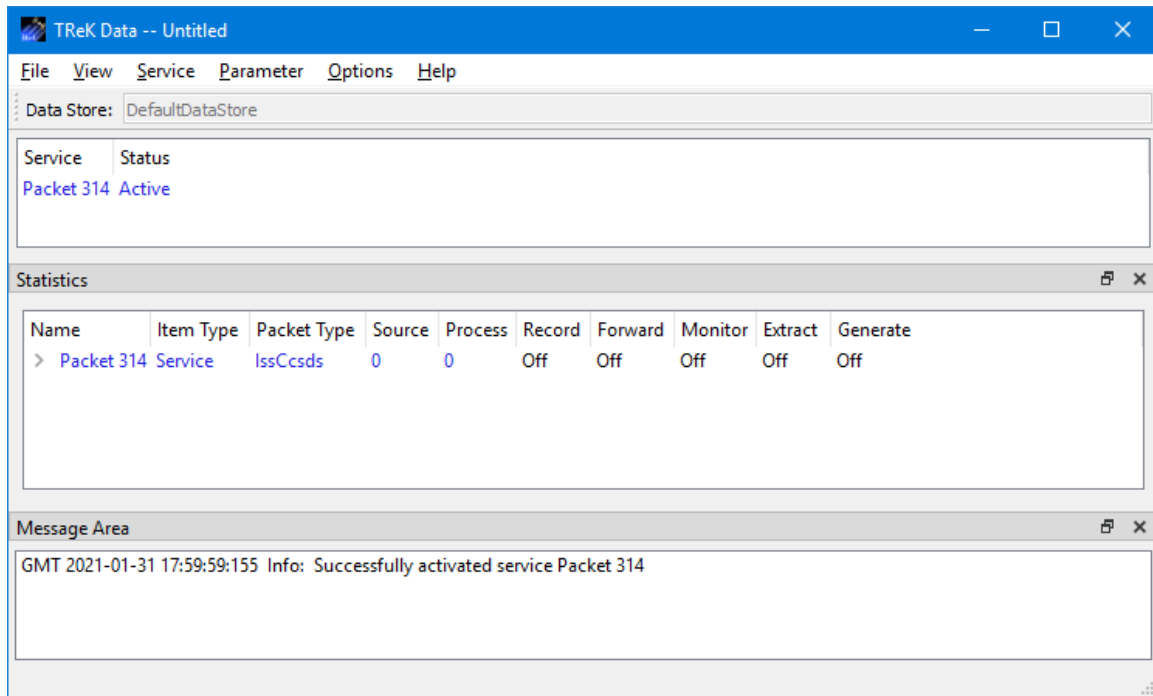 TReK Data -- Untitled
File View Service Parameter Options Help
Data Store: DefaultDataStore
Service Status
Packet 314 Active
Statistics
Name Item Type Packet Type Source Process Record Forward Monitor Extract Generate
Packet 314 Service IssCcsds 0 0 Off Off Off Off Off
Message Area
GMT 2021-01-31 17:59:59:155 Info: Successfully activated service Packet 314